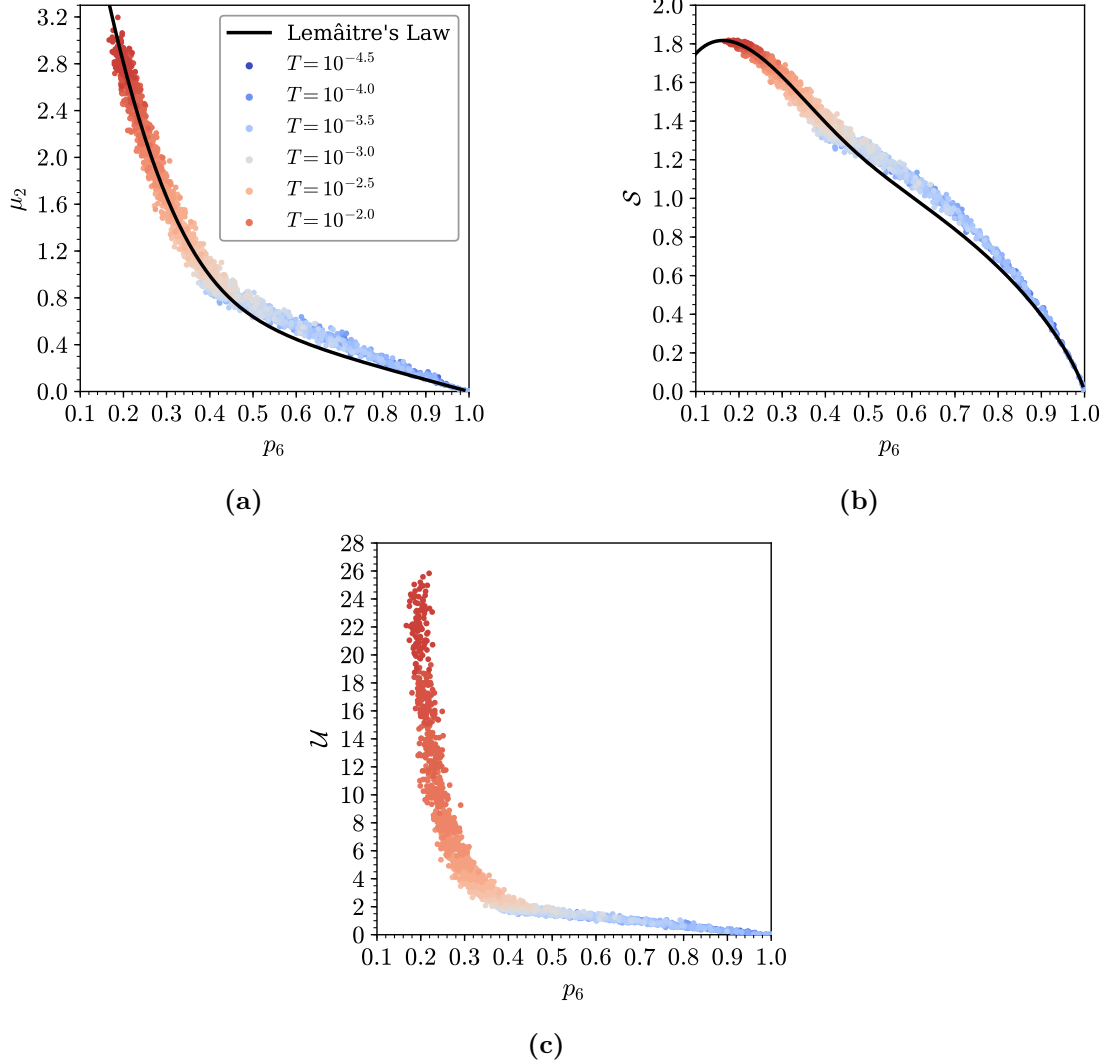 3.2
2.8
2.4
2.0
1.6
1.2
0.8
0.4
0.0
μ₂
0.1 0.2 0.3 0.4 0.5 0.6 0.7 0.8 0.9 1.0
p₆
Lemâitre's Law
T = 10⁻⁴·⁵
T = 10⁻⁴·⁰
T = 10⁻³·⁵
T = 10⁻³·⁰
T = 10⁻²·⁵
T = 10⁻²·⁰
(a)
2.0
1.8
1.6
1.4
1.2
1.0
0.8
0.6
0.4
0.2
0.0
𝒮
0.1 0.2 0.3 0.4 0.5 0.6 0.7 0.8 0.9 1.0
p₆
(b)
28
26
24
22
20
18
16
14
12
10
8
6
4
2
0
𝒰
0.1 0.2 0.3 0.4 0.5 0.6 0.7 0.8 0.9 1.0
p₆
(c)